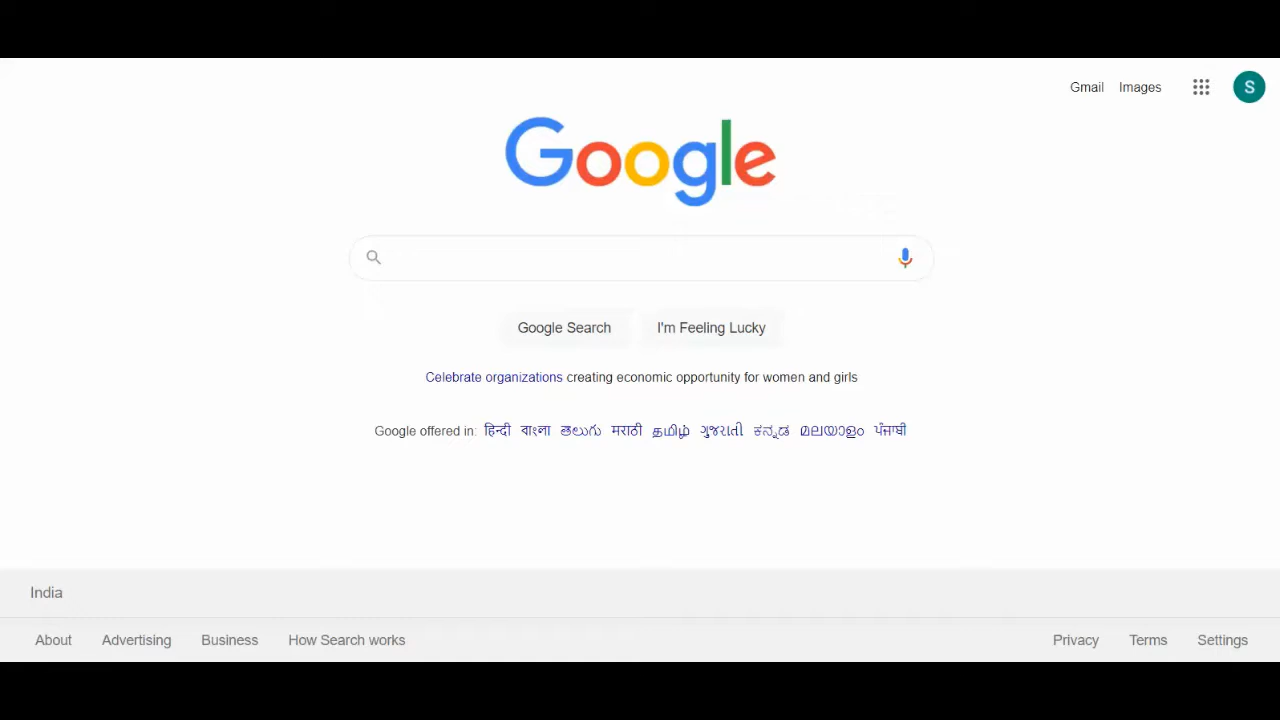 Gmail Images S
Google
Google Search I'm Feeling Lucky
Celebrate organizations creating economic opportunity for women and girls
Google offered in: हिन्दी বাংলা తెలుగు मराठी தமிழ் ગુજરાતી ಕನ್ನಡ മലയാളം ਪੰਜਾਬੀ
India
About Advertising Business How Search works Privacy Terms Settings